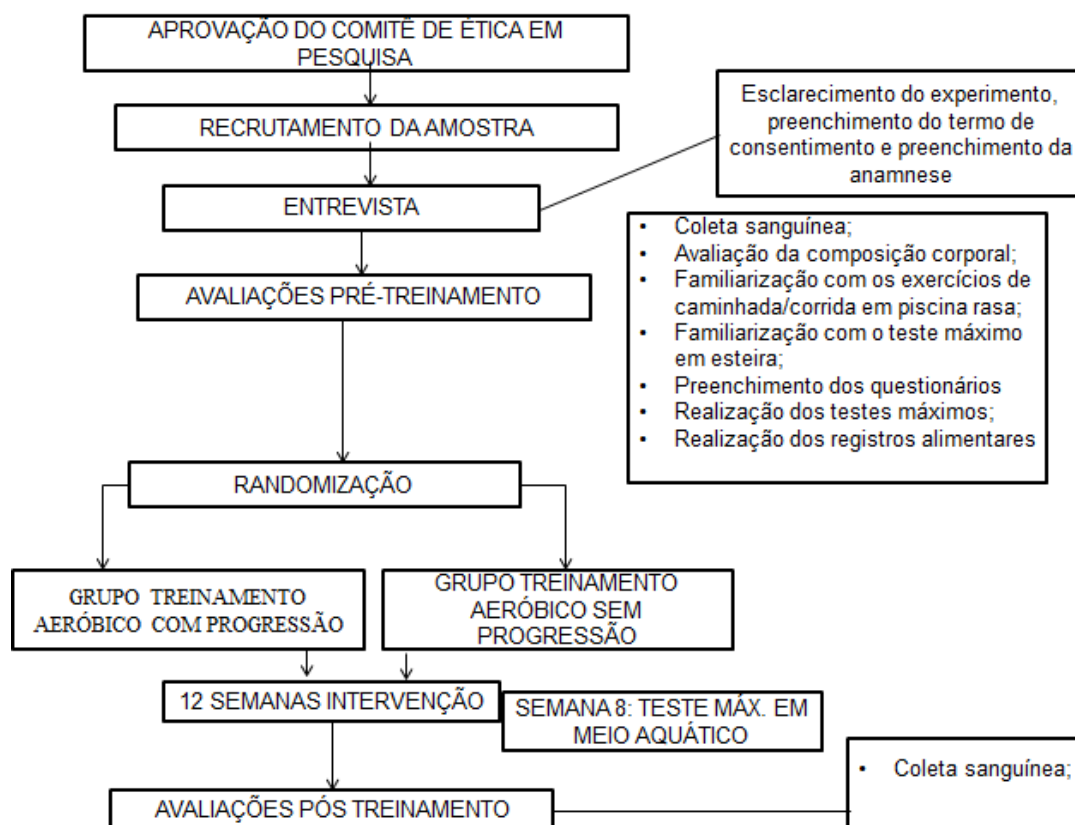 APROVAÇÃO DO COMITÊ DE ÉTICA EM
PESQUISA
RECRUTAMENTO DA AMOSTRA
Esclarecimento do experimento,
preenchimento do termo de
consentimento e preenchimento da
anamnese
ENTREVISTA
AVALIAÇÕES PRÉ-TREINAMENTO
• Coleta sanguínea;
• Avaliação da composição corporal;
• Familiarização com os exercícios de
caminhada/corrida em piscina rasa;
• Familiarização com o teste máximo
em esteira;
• Preenchimento dos questionários
• Realização dos testes máximos;
• Realização dos registros alimentares
RANDOMIZAÇÃO
GRUPO TREINAMENTO
AERÓBICO COM PROGRESSÃO
GRUPO TREINAMENTO
AERÓBICO SEM
PROGRESSÃO
12 SEMANAS INTERVENÇÃO
SEMANA 8: TESTE MÁX. EM
MEIO AQUÁTICO
AVALIAÇÕES PÓS TREINAMENTO
• Coleta sanguínea;